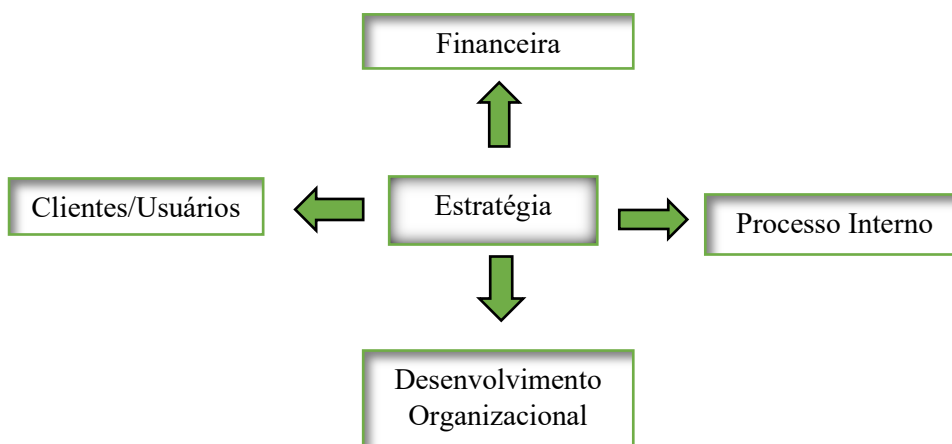 Financeira
Clientes/Usuários
Estratégia
Processo Interno
Desenvolvimento
Organizacional